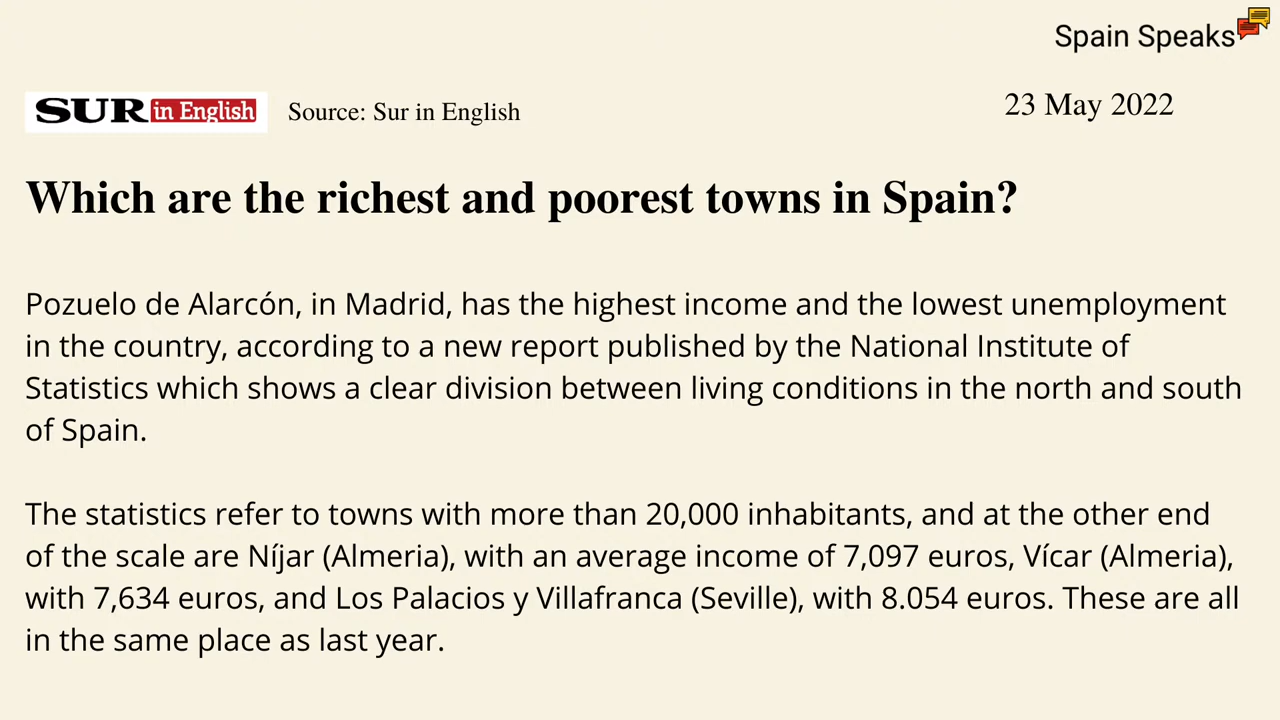 Spain Speaks
SUR in English
Source: Sur in English
23 May 2022
Which are the richest and poorest towns in Spain?
Pozuelo de Alarcón, in Madrid, has the highest income and the lowest unemployment
in the country, according to a new report published by the National Institute of
Statistics which shows a clear division between living conditions in the north and south
of Spain.
The statistics refer to towns with more than 20,000 inhabitants, and at the other end
of the scale are Níjar (Almeria), with an average income of 7,097 euros, Vícar (Almeria),
with 7,634 euros, and Los Palacios y Villafranca (Seville), with 8.054 euros. These are all
in the same place as last year.